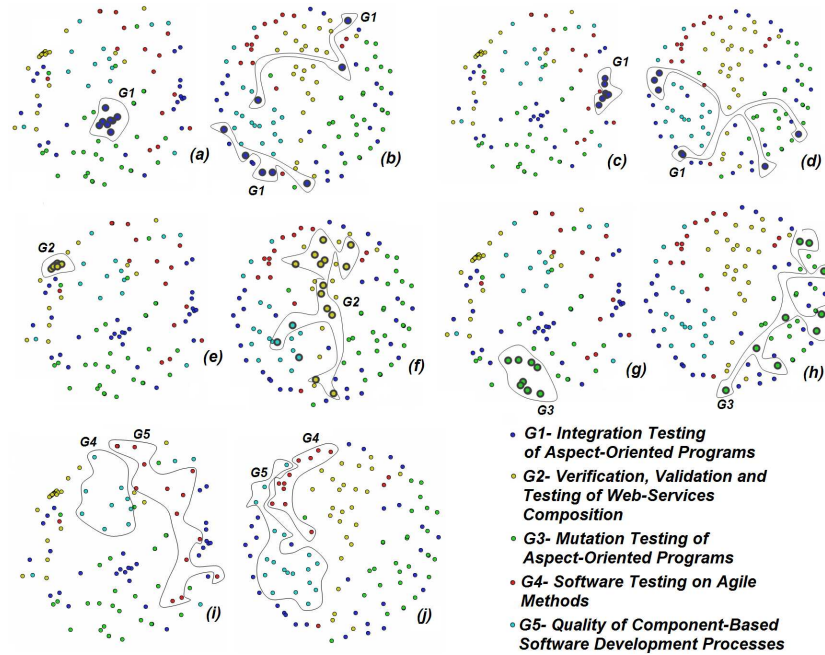 G1
G1
(a)
G1
(b)
G1
(c)
G1
(d)
G2
(e)
G2
(f)
G3
(g)
G3
(h)
G4
G5
(i)
G4
G5
(j)
G1- Integration Testing
of Aspect-Oriented Programs
G2- Verification, Validation and
Testing of Web-Services
Composition
G3- Mutation Testing of
Aspect-Oriented Programs
G4- Software Testing on Agile
Methods
G5- Quality of Component-Based
Software Development Processes